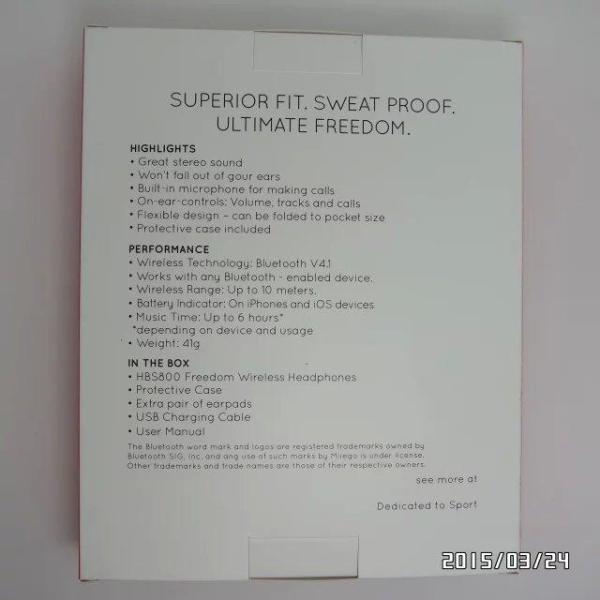 SUPERIOR FIT. SWEAT PROOF.
ULTIMATE FREEDOM.
HIGHLIGHTS
• Great stereo sound
• Won't fall out of gour ears
• Built-in microphone for making calls
• On-ear-controls: Volume, tracks and calls
• Flexible design – can be folded to pocket size
• Protective case included
PERFORMANCE
• Wireless Technology: Bluetooth V4.1
• Works with any Bluetooth - enabled device.
• Wireless Range: Up to 10 meters.
• Battery Indicator: On iPhones and iOS devices
• Music Time: Up to 6 hours*
*depending on device and usage
• Weight: 41g
IN THE BOX
• HBS800 Freedom Wireless Headphones
• Protective Case
• Extra pair of earpads
• USB Charging Cable
• User Manual
The Bluetooth word mark and logos are registered trademarks owned by
Bluetooth SIG, Inc. and ang use of such marks by Mirego is under license.
Other trademarks and trade names are those of their respective owners.
see more at
Dedicated to Sport
2015/03/24